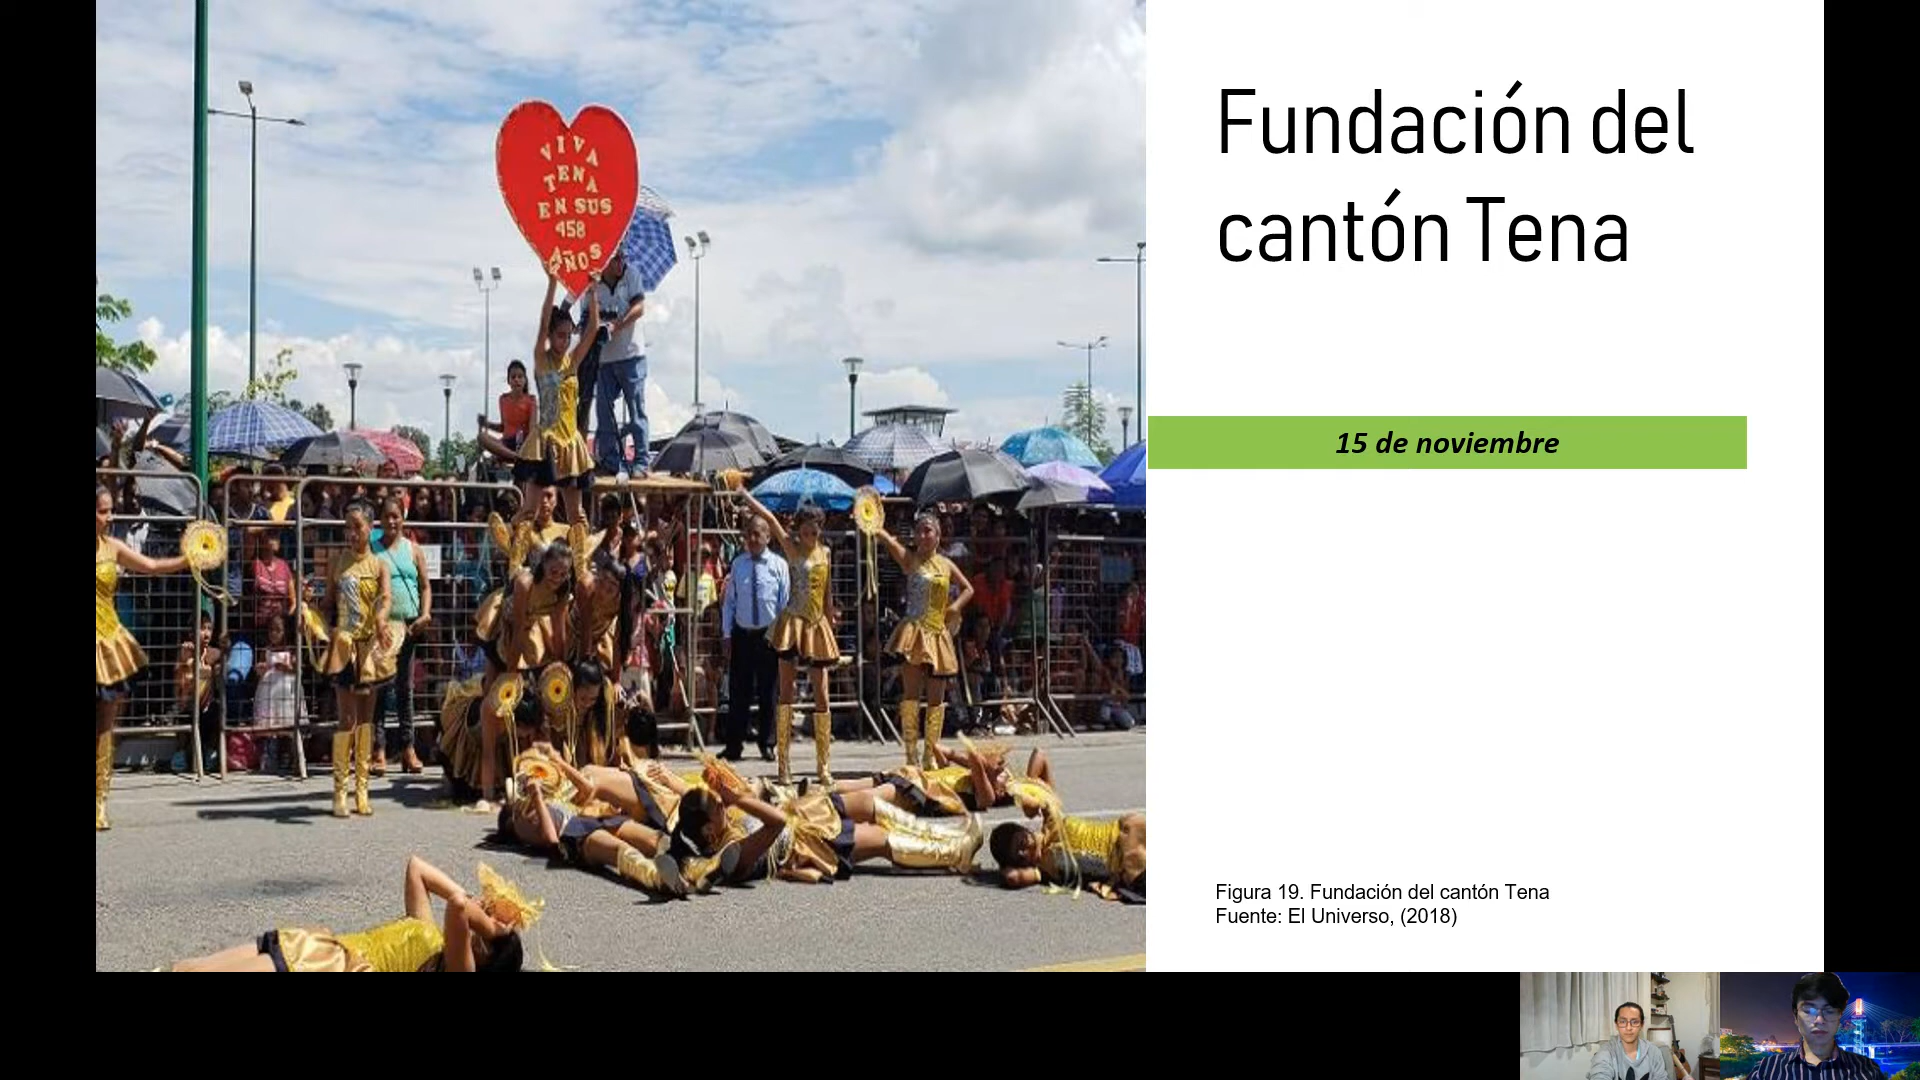 VIVA
TENA
EN SUS
458
AÑOS
Fundación del
cantón Tena
15 de noviembre
Figura 19. Fundación del cantón Tena
Fuente: El Universo, (2018)